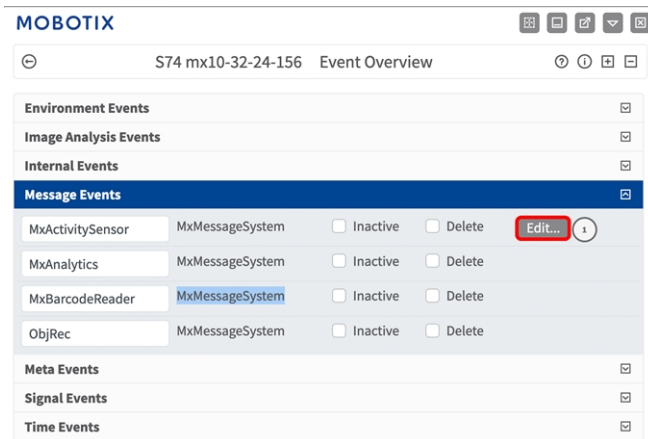 MOBOTIX
S74 mx10-32-24-156 Event Overview
Environment Events
Image Analysis Events
Internal Events
Message Events
MxActivitySensor MxMessageSystem Inactive Delete Edit... 1
MxAnalytics MxMessageSystem Inactive Delete
MxBarcodeReader MxMessageSystem Inactive Delete
ObjRec MxMessageSystem Inactive Delete
Meta Events
Signal Events
Time Events